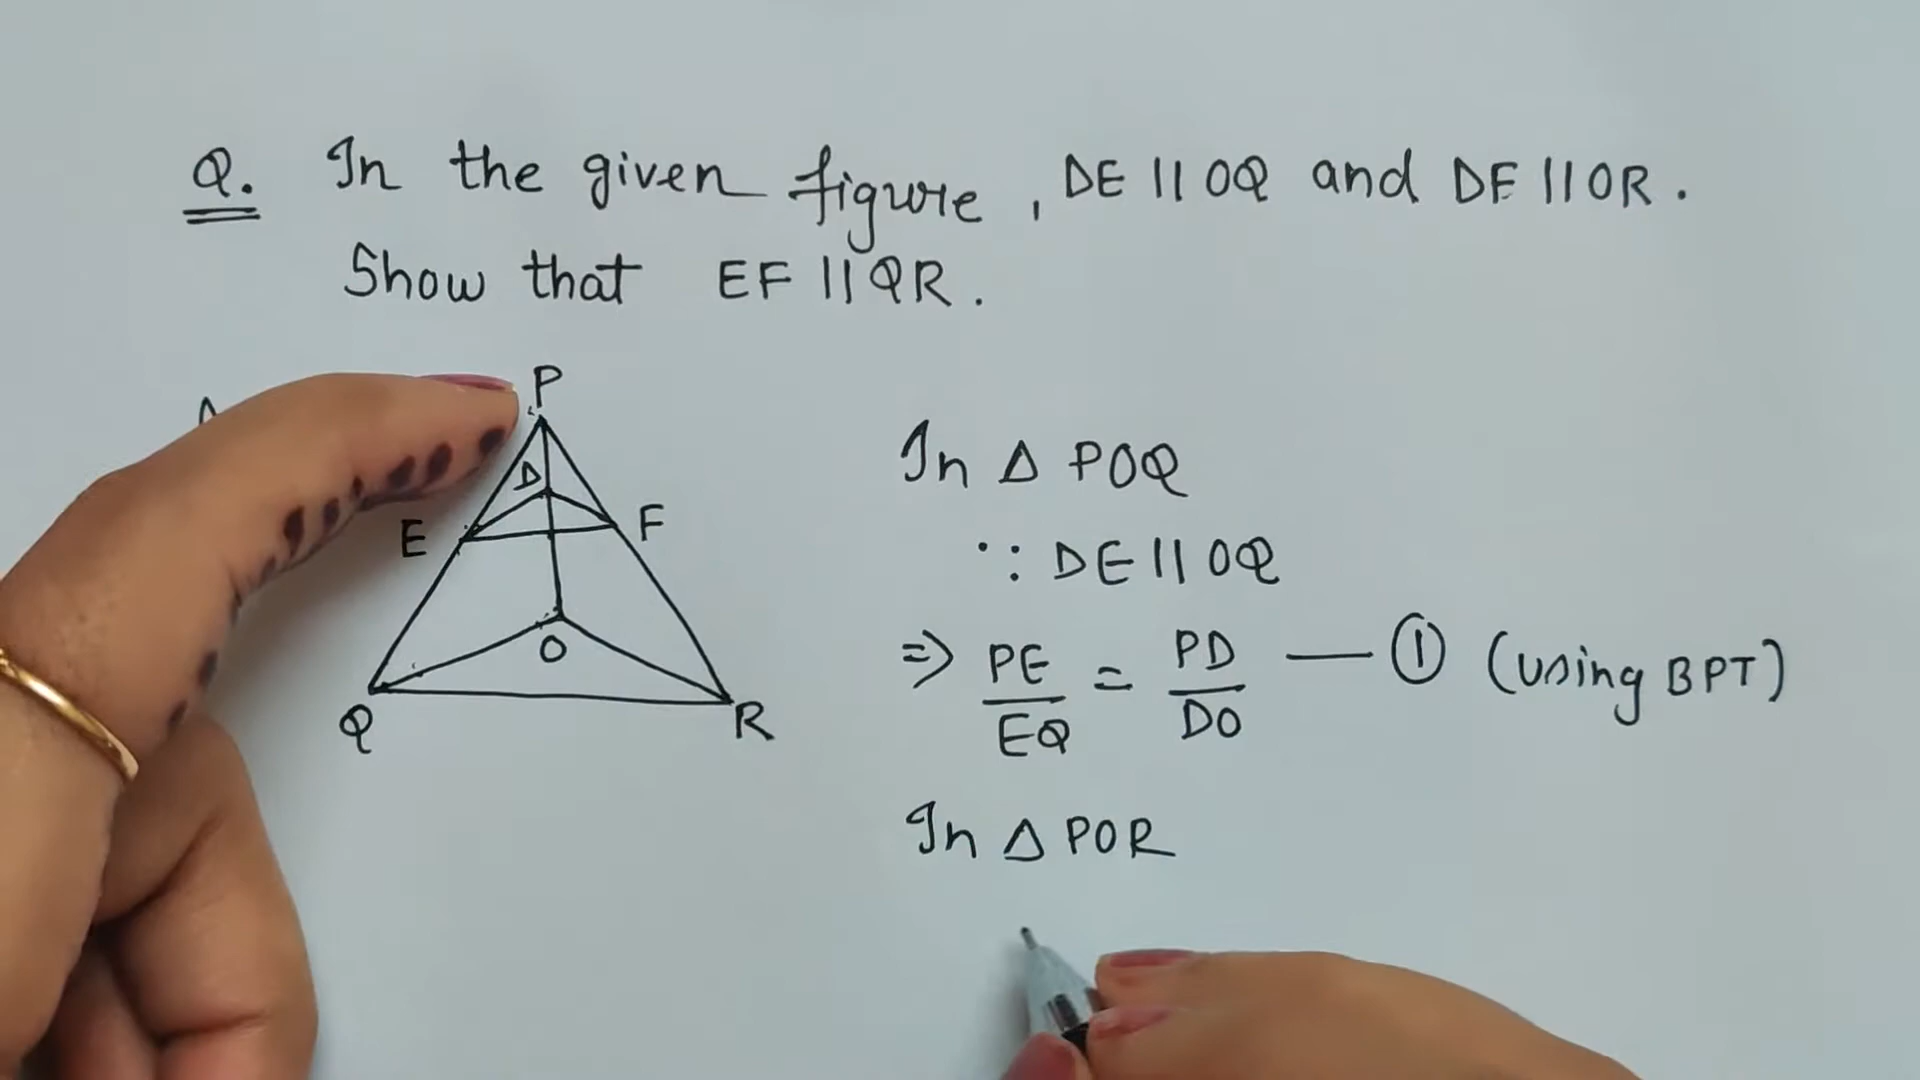 Q. In the given figure, DE || OQ and DF || OR.
Show that EF || QR.
P
D
E
F
O
Q
R
In Δ POQ
∵ DE || OQ
⇒ PE/EQ = PD/DO — ① (using BPT)
In Δ POR